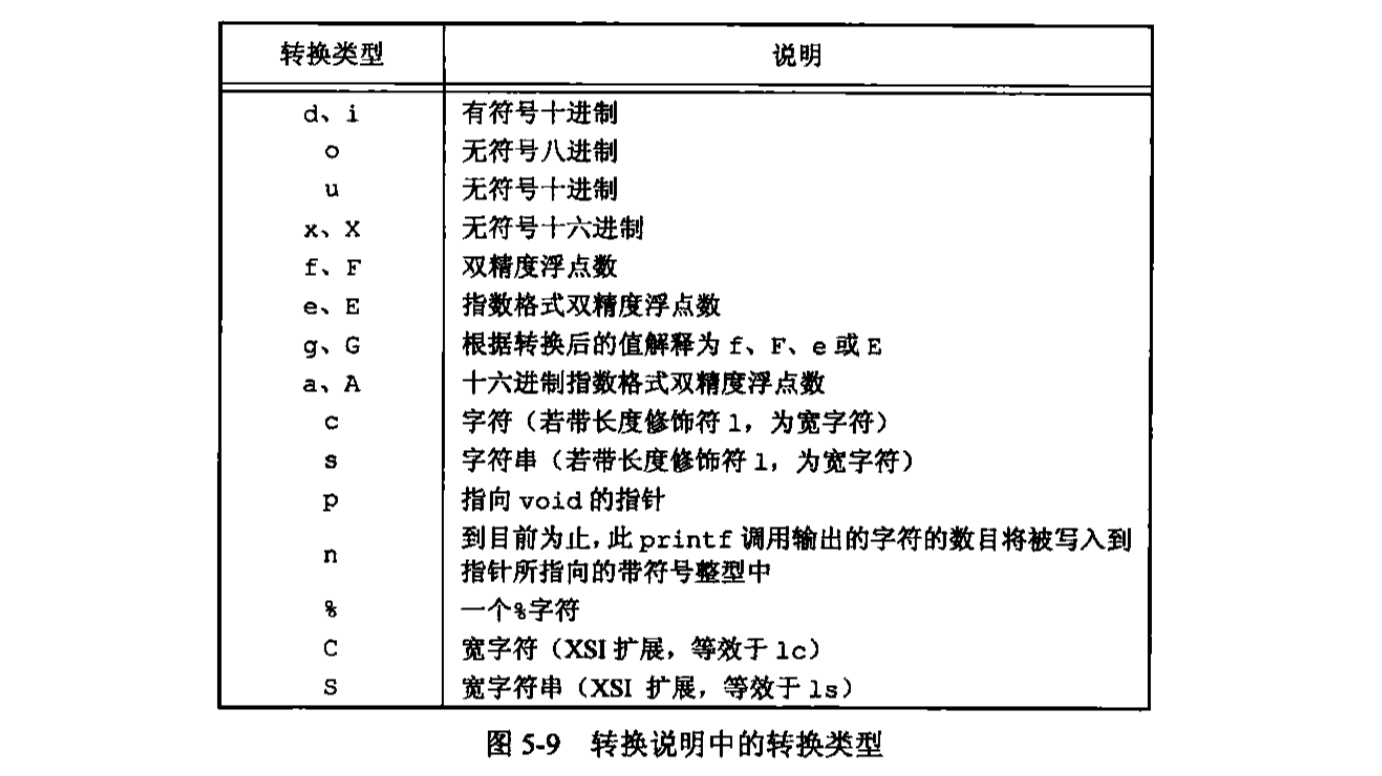 转换类型 说明
d、i 有符号十进制
o 无符号八进制
u 无符号十进制
x、X 无符号十六进制
f、F 双精度浮点数
e、E 指数格式双精度浮点数
g、G 根据转换后的值解释为 f、F、e 或 E
a、A 十六进制指数格式双精度浮点数
c 字符（若带长度修饰符 l，为宽字符）
s 字符串（若带长度修饰符 l，为宽字符）
p 指向 void 的指针
到目前为止，此 printf 调用输出的字符的数目将被写入到
n 指针所指向的带符号整型中
% 一个%字符
C 宽字符（XSI 扩展，等效于 lc）
S 宽字符串（XSI 扩展，等效于 ls）
图 5-9 转换说明中的转换类型